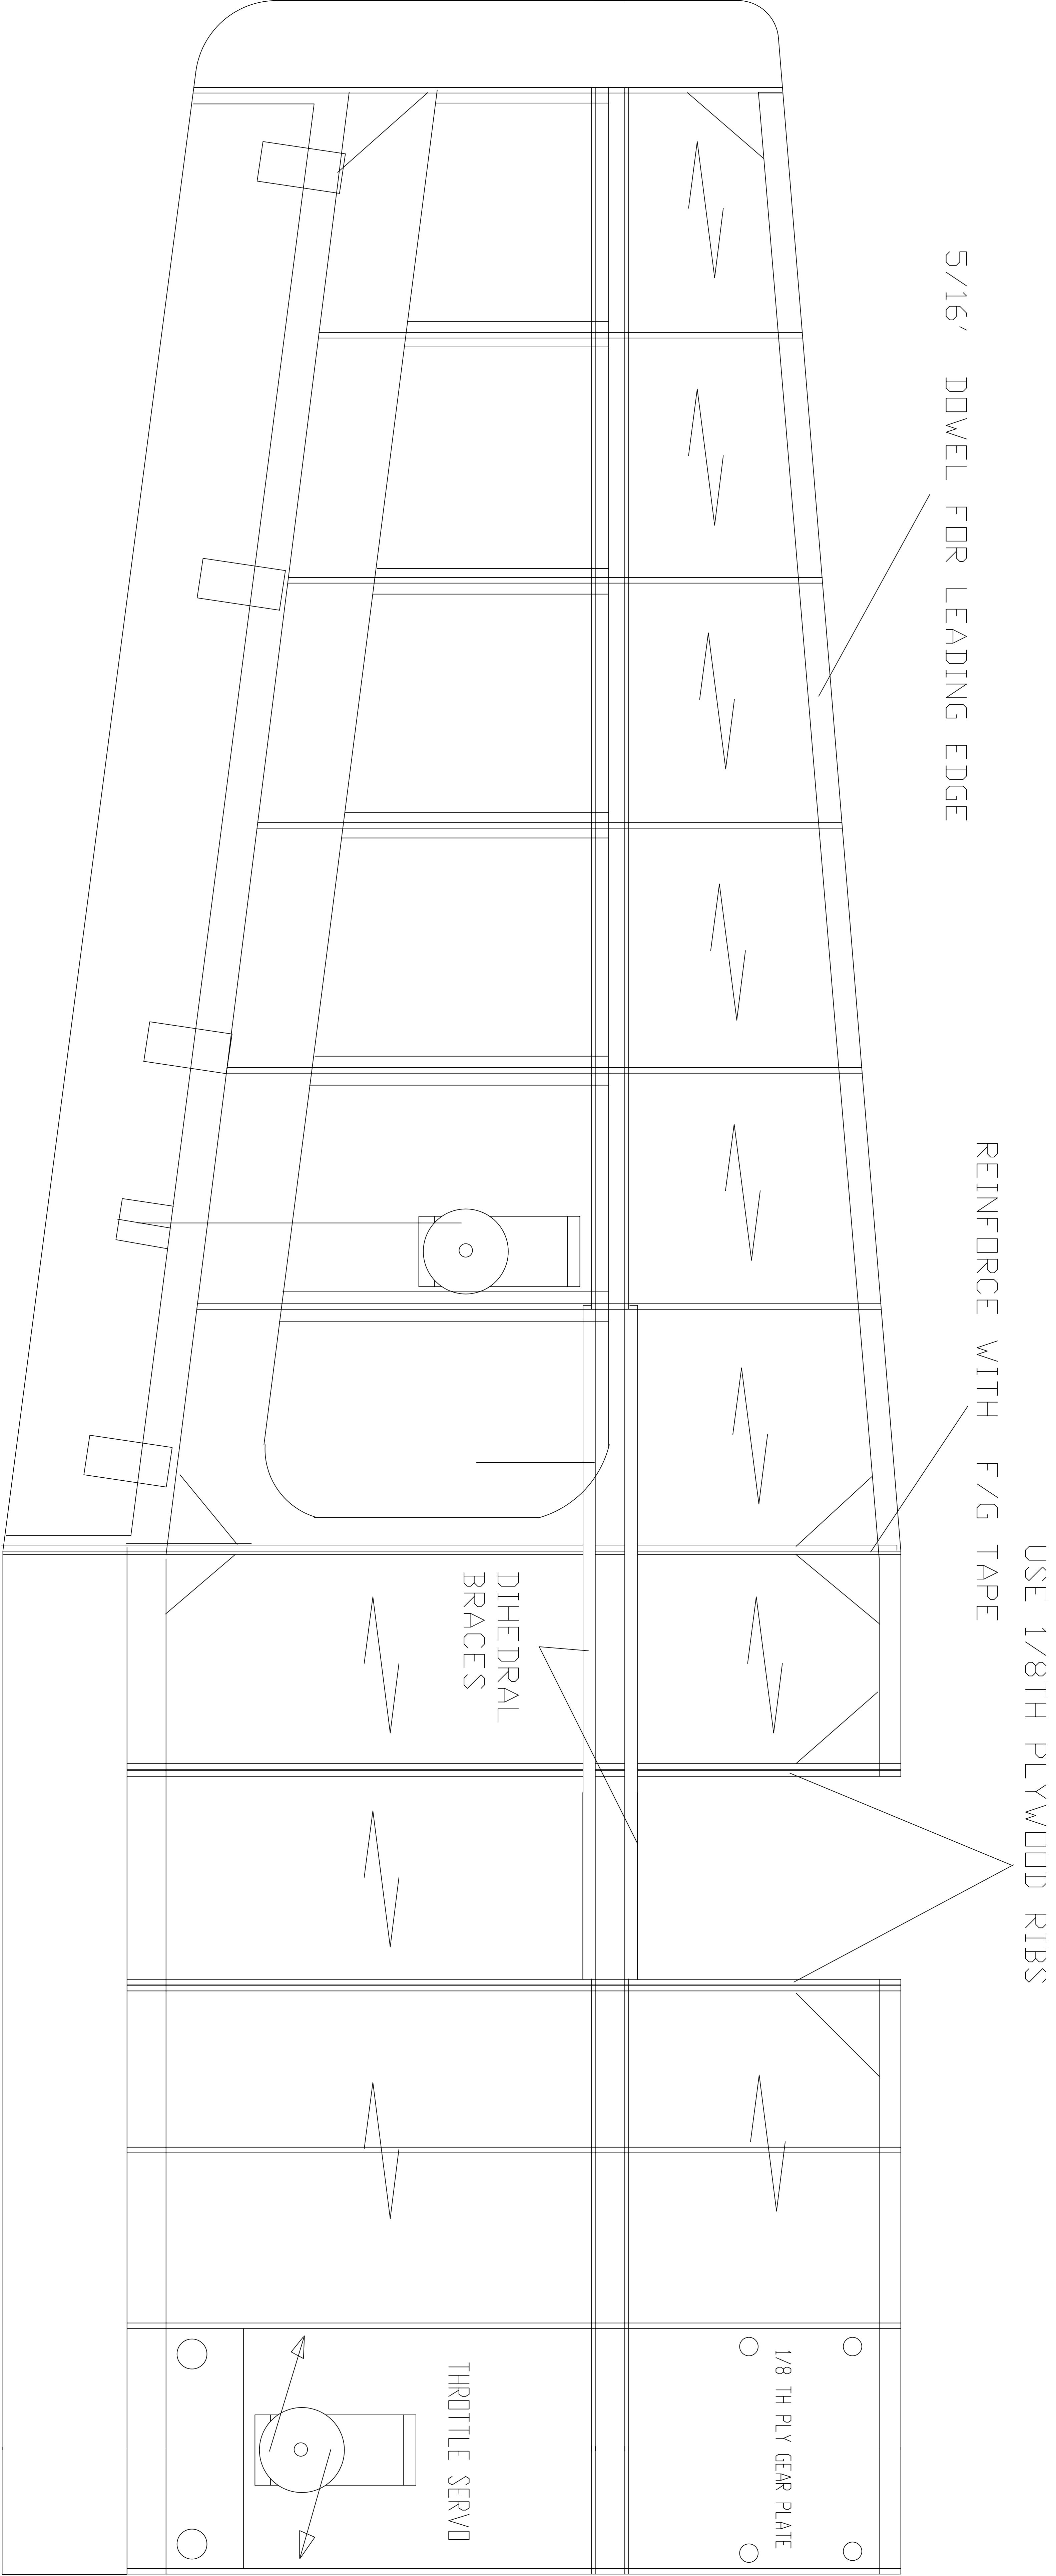 5/16' DOWEL FOR LEADING EDGE
REINFORCE WITH F/G TAPE
USE 1/8TH PLYWOOD RIBS
DIHEDRAL
BRACES
1/8 TH PLY GEAR PLATE
THROTTLE SERVO